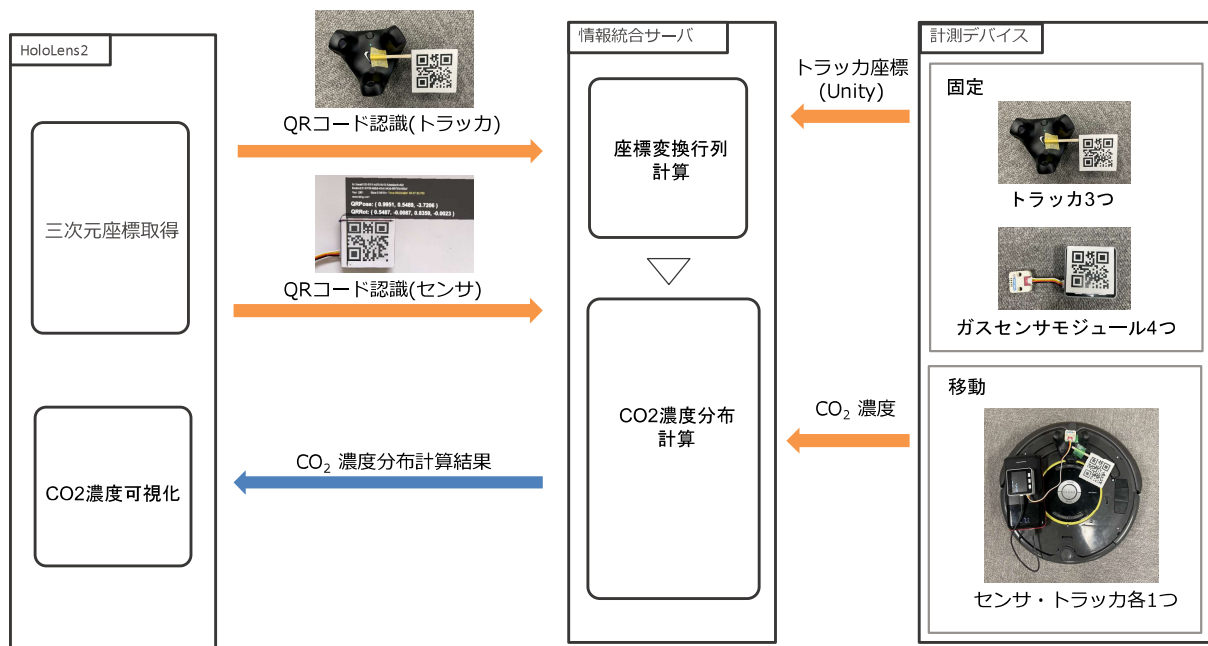 HoloLens2
三次元座標取得
CO2濃度可視化
QRコード認識(トラッカ)
QRPose: ( 0.9951, 0.5489, -3.7206 )
QRRot: ( 0.5487, -0.0067, 0.8359, -0.0023 )
QRコード認識(センサ)
CO₂ 濃度分布計算結果
情報統合サーバ
座標変換行列
計算
CO2濃度分布
計算
トラッカ座標
(Unity)
CO₂ 濃度
計測デバイス
固定
トラッカ3つ
ガスセンサモジュール4つ
移動
センサ・トラッカ各1つ